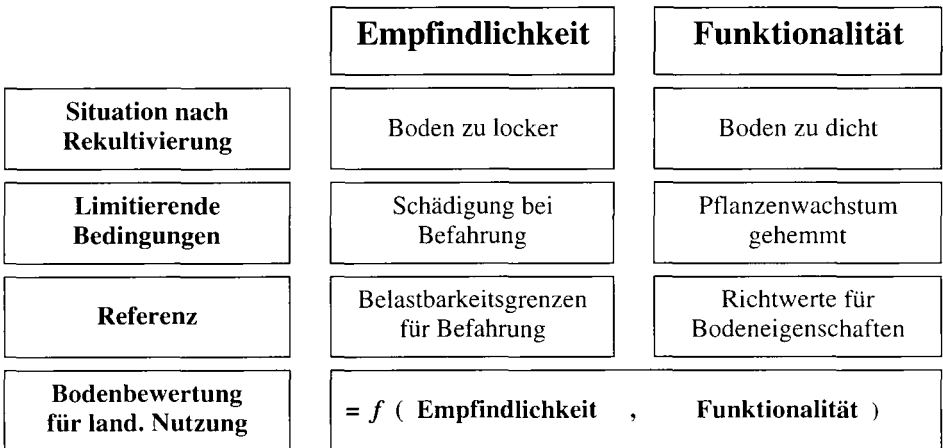 Empfindlichkeit Funktionalität
Situation nach
Rekultivierung
Boden zu locker
Boden zu dicht
Limitierende
Bedingungen
Schädigung bei
Befahrung
Pflanzenwachstum
gehemmt
Referenz
Belastbarkeitsgrenzen
für Befahrung
Richtwerte für
Bodeneigenschaften
Bodenbewertung
für land. Nutzung
= f ( Empfindlichkeit , Funktionalität )